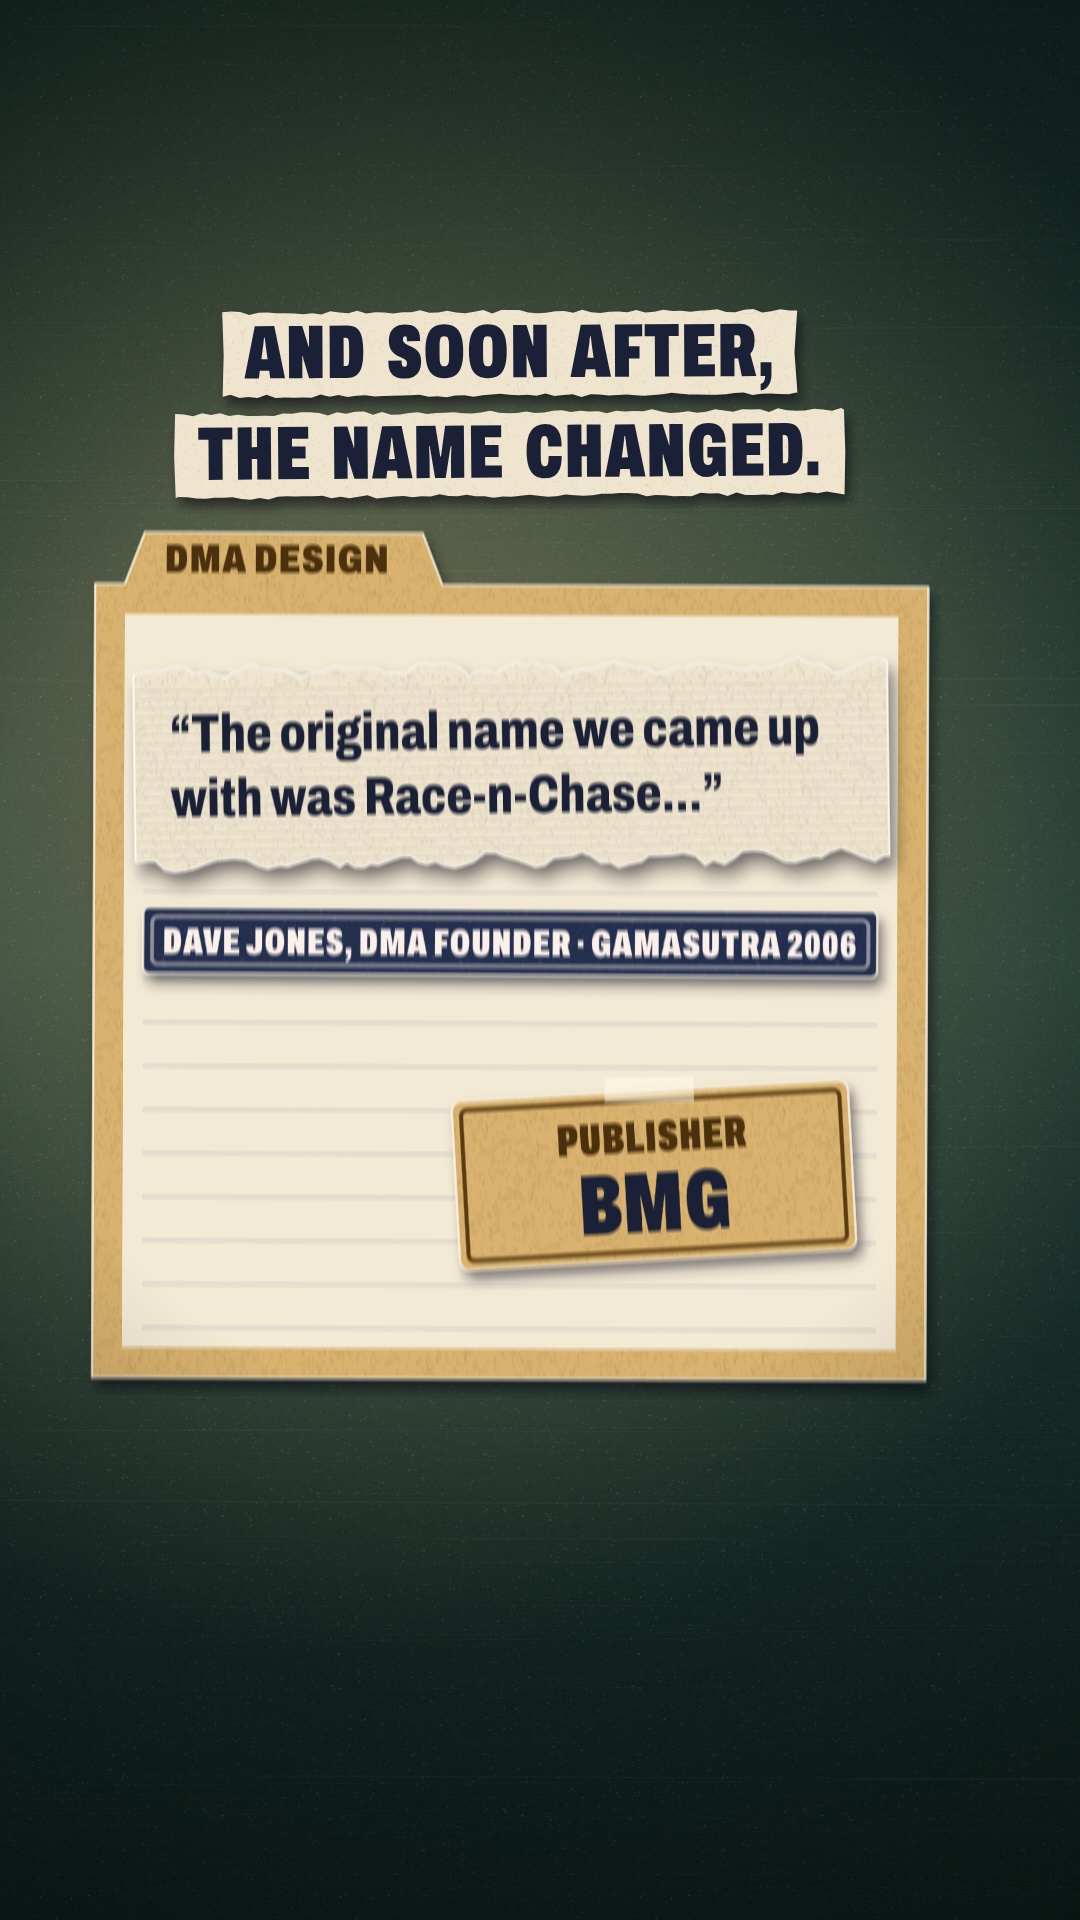 AND SOON AFTER,
THE NAME CHANGED.
DMA DESIGN
“The original name we came up
with was Race-n-Chase...”
DAVE JONES, DMA FOUNDER · GAMASUTRA 2006
PUBLISHER
BMG